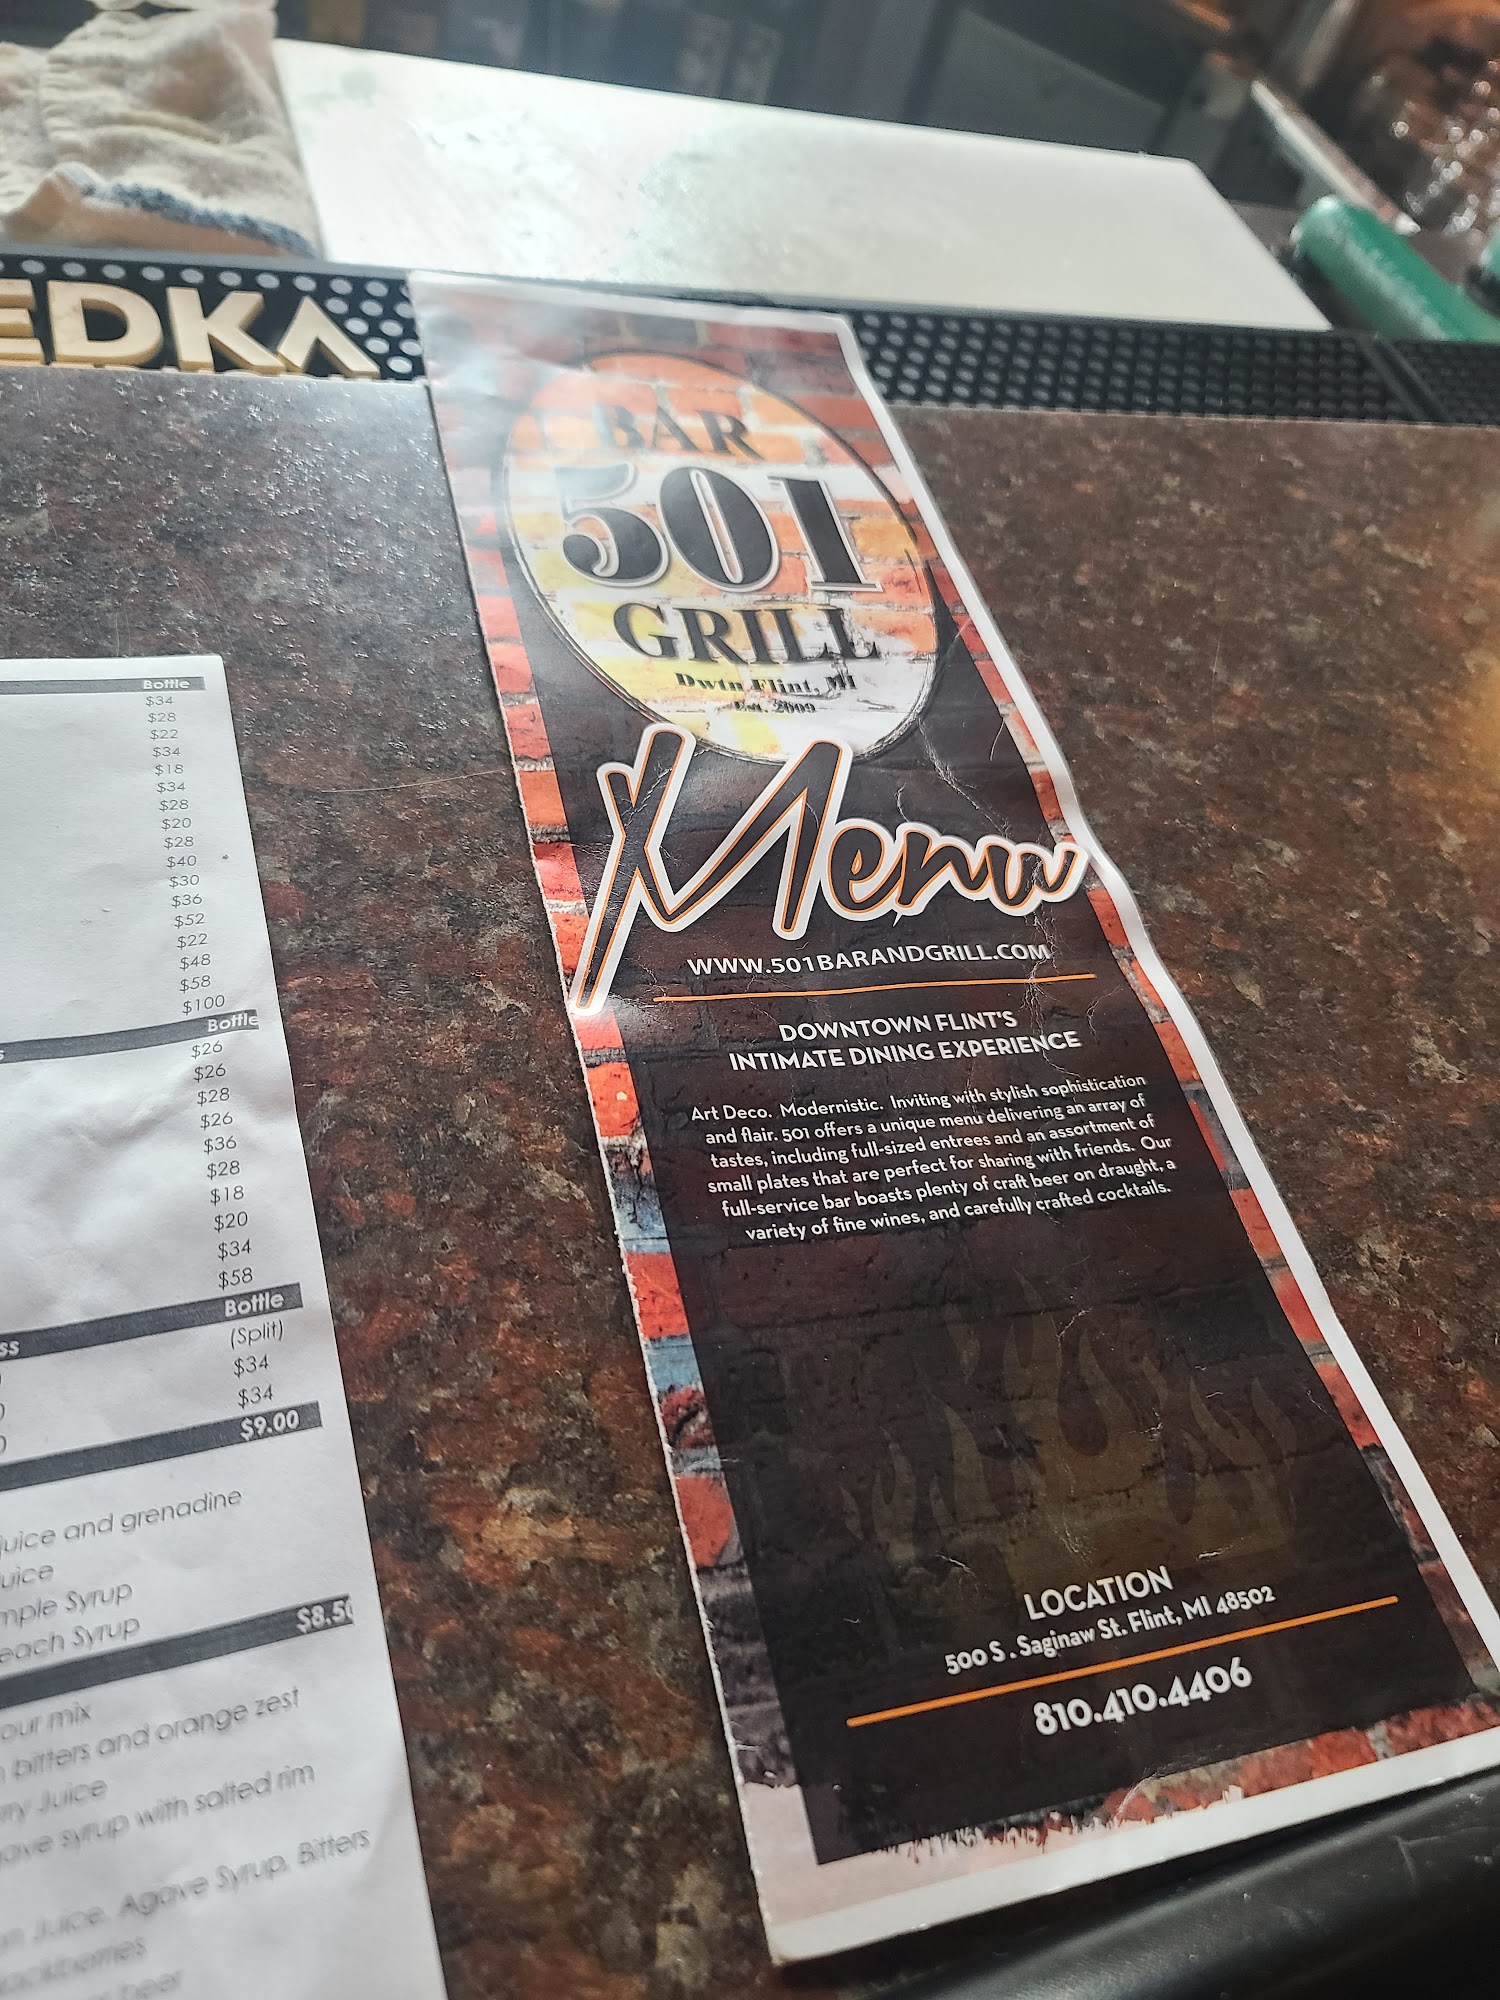 EDKA
Bottle
$34
$28
$22
$34
$18
$34
$28
$20
$28
$40
$30
$36
$52
$22
$48
$58
$100
Bottle
$26
$26
$28
$26
$36
$28
$18
$20
$34
$58
Bottle
(Split)
$34
$34
$9.00
juice and grenadine
uice
mple Syrup
each Syrup
$8.50
our mix
bitters and orange zest
rry Juice
ave syrup with salted rim
Juice, Agave Syrup, Bitters
lackberries
beer
BAR
501
GRILL
Dwtn Flint, MI
Est. 2009
Menu
WWW.501BARANDGRILL.COM
DOWNTOWN FLINT'S
INTIMATE DINING EXPERIENCE
Art Deco. Modernistic. Inviting with stylish sophistication
and flair. 501 offers a unique menu delivering an array of
tastes, including full-sized entrees and an assortment of
small plates that are perfect for sharing with friends. Our
full-service bar boasts plenty of craft beer on draught, a
variety of fine wines, and carefully crafted cocktails.
LOCATION
500 S . Saginaw St. Flint, MI 48502
810.410.4406